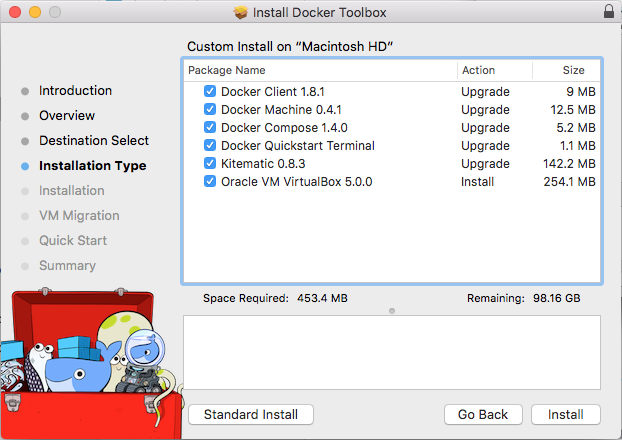 Install Docker Toolbox
Custom Install on “Macintosh HD”
Introduction
Overview
Destination Select
Installation Type
Installation
VM Migration
Quick Start
Summary
Package Name Action Size
Docker Client 1.8.1 Upgrade 9 MB
Docker Machine 0.4.1 Upgrade 12.5 MB
Docker Compose 1.4.0 Upgrade 5.2 MB
Docker Quickstart Terminal Upgrade 1.1 MB
Kitematic 0.8.3 Upgrade 142.2 MB
Oracle VM VirtualBox 5.0.0 Install 254.1 MB
Space Required: 453.4 MB Remaining: 98.16 GB
Standard Install Go Back Install